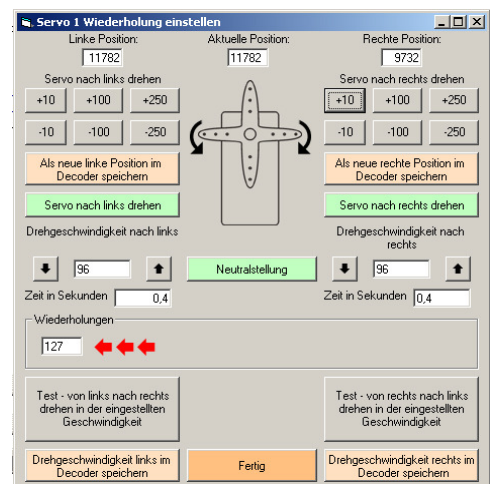 Servo 1 Wiederholung einstellen
Linke Position:
Aktuelle Position:
Rechte Position:
11782
11782
9732
Servo nach links drehen
Servo nach rechts drehen
+10
+100
+250
+10
+100
+250
-10
-100
-250
-10
-100
-250
Als neue linke Position im
Decoder speichern
Als neue rechte Position im
Decoder speichern
Servo nach links drehen
Servo nach rechts drehen
Drehgeschwindigkeit nach links
Drehgeschwindigkeit nach
rechts
96
Neutralstellung
96
Zeit in Sekunden
0,4
Zeit in Sekunden
0,4
Wiederholungen
127
Test - von links nach rechts
drehen in der eingestellten
Geschwindigkeit
Test - von rechts nach links
drehen in der eingestellten
Geschwindigkeit
Drehgeschwindigkeit links im
Decoder speichern
Fertig
Drehgeschwindigkeit rechts im
Decoder speichern